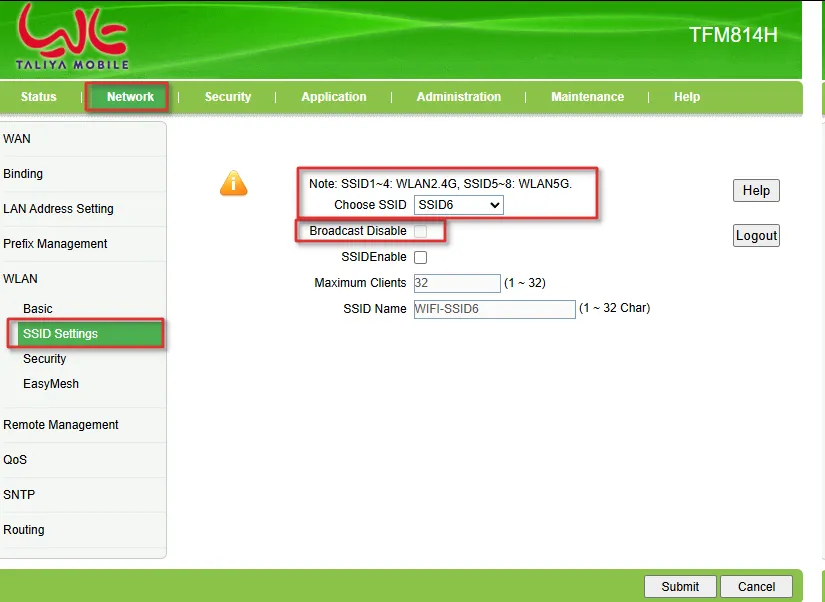 TALIYA MOBILE
TFM814H
Status | Network | Security | Application | Administration | Maintenance | Help
WAN
Binding
LAN Address Setting
Prefix Management
WLAN
Basic
SSID Settings
Security
EasyMesh
Remote Management
QoS
SNTP
Routing
Note: SSID1~4: WLAN2.4G, SSID5~8: WLAN5G.
Choose SSID SSID6
Broadcast Disable
SSIDEnable
Maximum Clients 32 (1 ~ 32)
SSID Name WIFI-SSID6 (1 ~ 32 Char)
Help
Logout
Submit Cancel